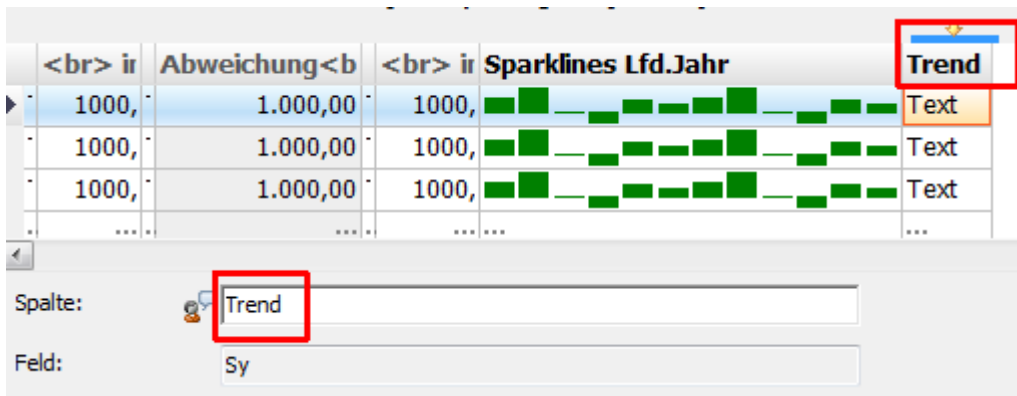 <br> ir Abweichung<b <br> ir Sparklines Lfd.Jahr Trend
1000, 1.000,00 1000, Text
1000, 1.000,00 1000, Text
1000, 1.000,00 1000, Text
... ... ... ... ...
Spalte: Trend
Feld: Sy